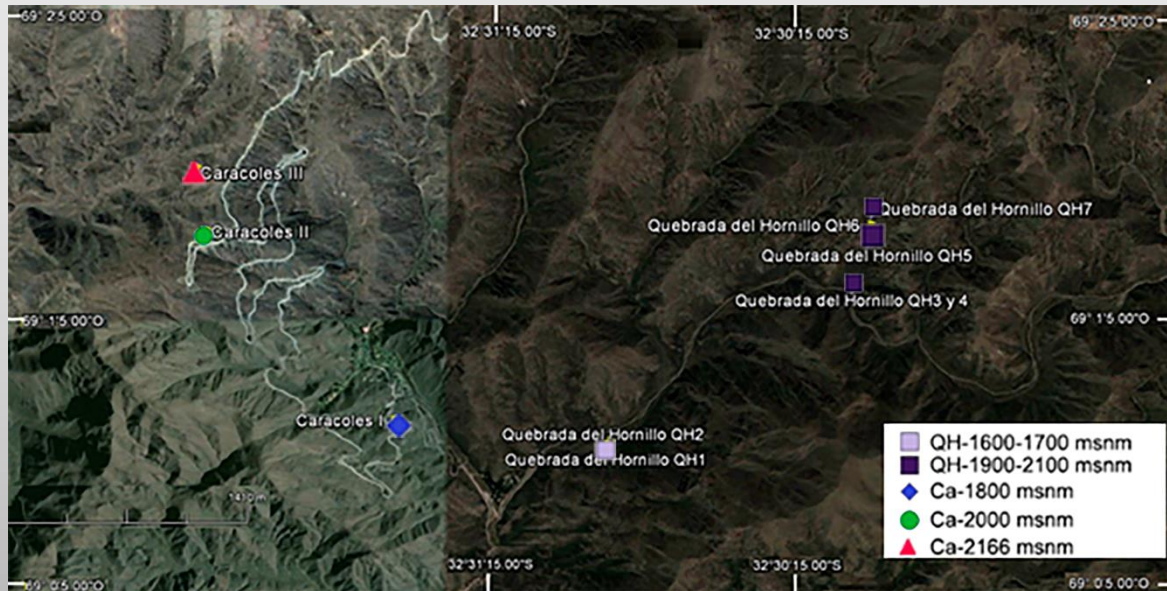 69° 2'5 00"O
32°31'15 00"S
32°30'15 00"S
69° 2'5 00"O
Caracoles III
Caracoles II
Quebrada del Hornillo QH7
Quebrada del Hornillo QH6
Quebrada del Hornillo QH5
Quebrada del Hornillo QH3 y 4
69° 1'5 00"O
69° 1'5 00"O
Caracoles I
Quebrada del Hornillo QH2
Quebrada del Hornillo QH1
QH-1600-1700 msnm
QH-1900-2100 msnm
Ca-1800 msnm
Ca-2000 msnm
Ca-2166 msnm
1410 m
32°31'15 00"S
32°30'15 00"S
69° 0'5 00"O
69° 0'5 00"O